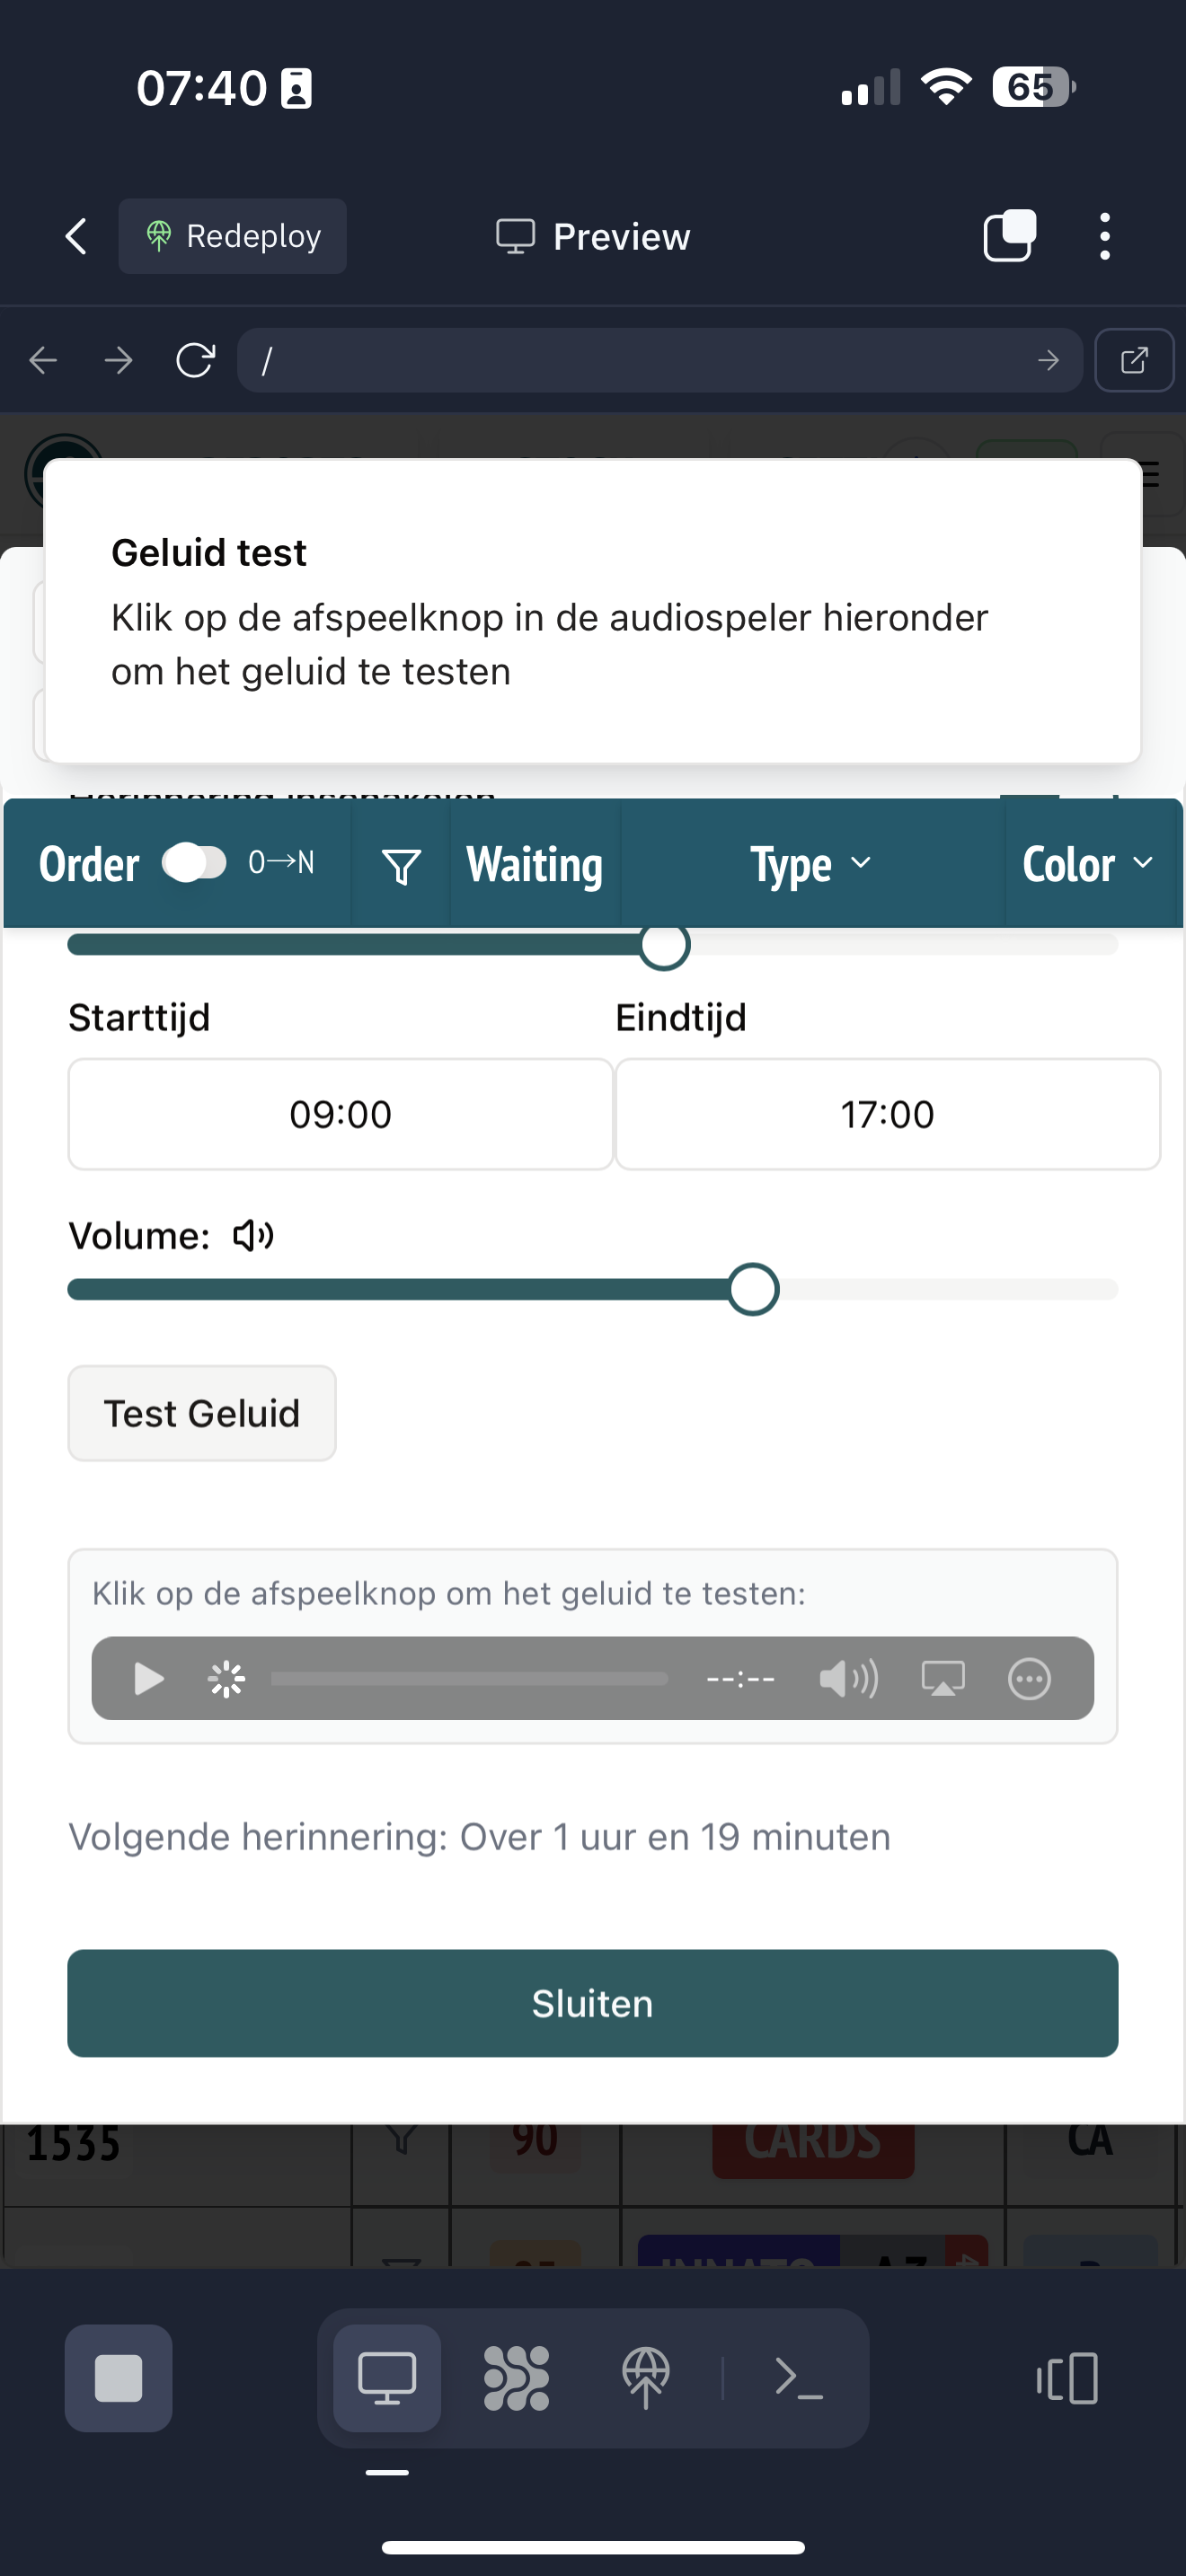 07:40
65
Redeploy
Preview
/
Geluid test
Klik op de afspeelknop in de audiospeler hieronder
om het geluid te testen
Order 0→N Waiting Type Color
Starttijd Eindtijd
09:00 17:00
Volume:
Test Geluid
Klik op de afspeelknop om het geluid te testen:
--:--
Volgende herinnering: Over 1 uur en 19 minuten
Sluiten
1535 90 CARDS CA